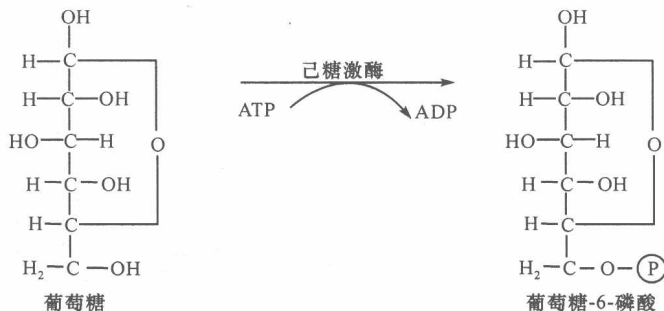 OH
H—C
H—C—OH
HO—C—H
O
H—C—OH
H—C
H₂—C—OH
葡萄糖
己糖激酶
ATP
ADP
OH
H—C
H—C—OH
HO—C—H
O
H—C—OH
H—C
H₂—C—O—P
葡萄糖-6-磷酸